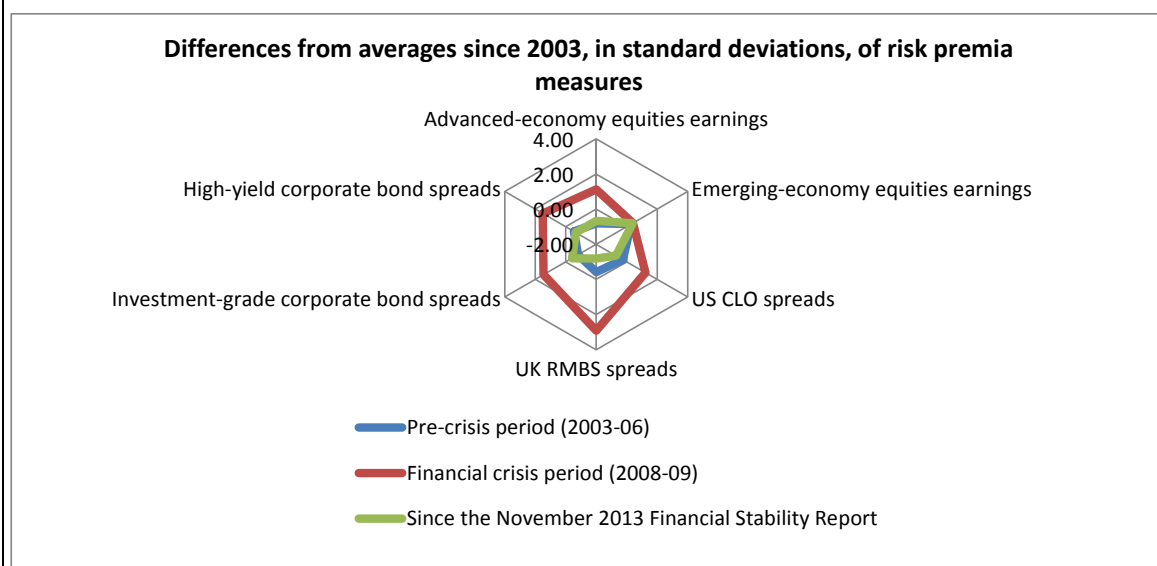 Differences from averages since 2003, in standard deviations, of risk premia
measures
Advanced-economy equities earnings
4.00
2.00
0.00
-2.00
High-yield corporate bond spreads
Emerging-economy equities earnings
Investment-grade corporate bond spreads
US CLO spreads
UK RMBS spreads
Pre-crisis period (2003-06)
Financial crisis period (2008-09)
Since the November 2013 Financial Stability Report